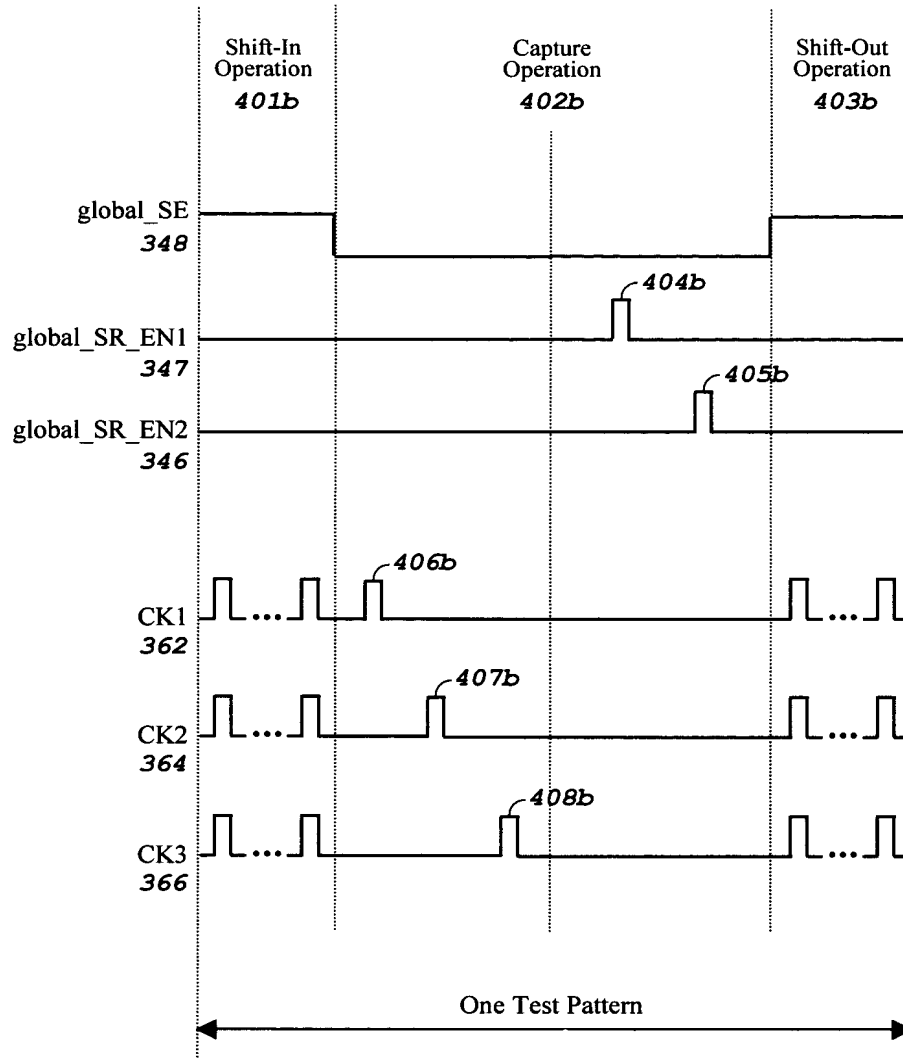 Shift-In
Operation
401b
Capture
Operation
402b
Shift-Out
Operation
403b
global_SE
348
404b
global_SR_EN1
347
405b
global_SR_EN2
346
406b
CK1
362
407b
CK2
364
408b
CK3
366
One Test Pattern